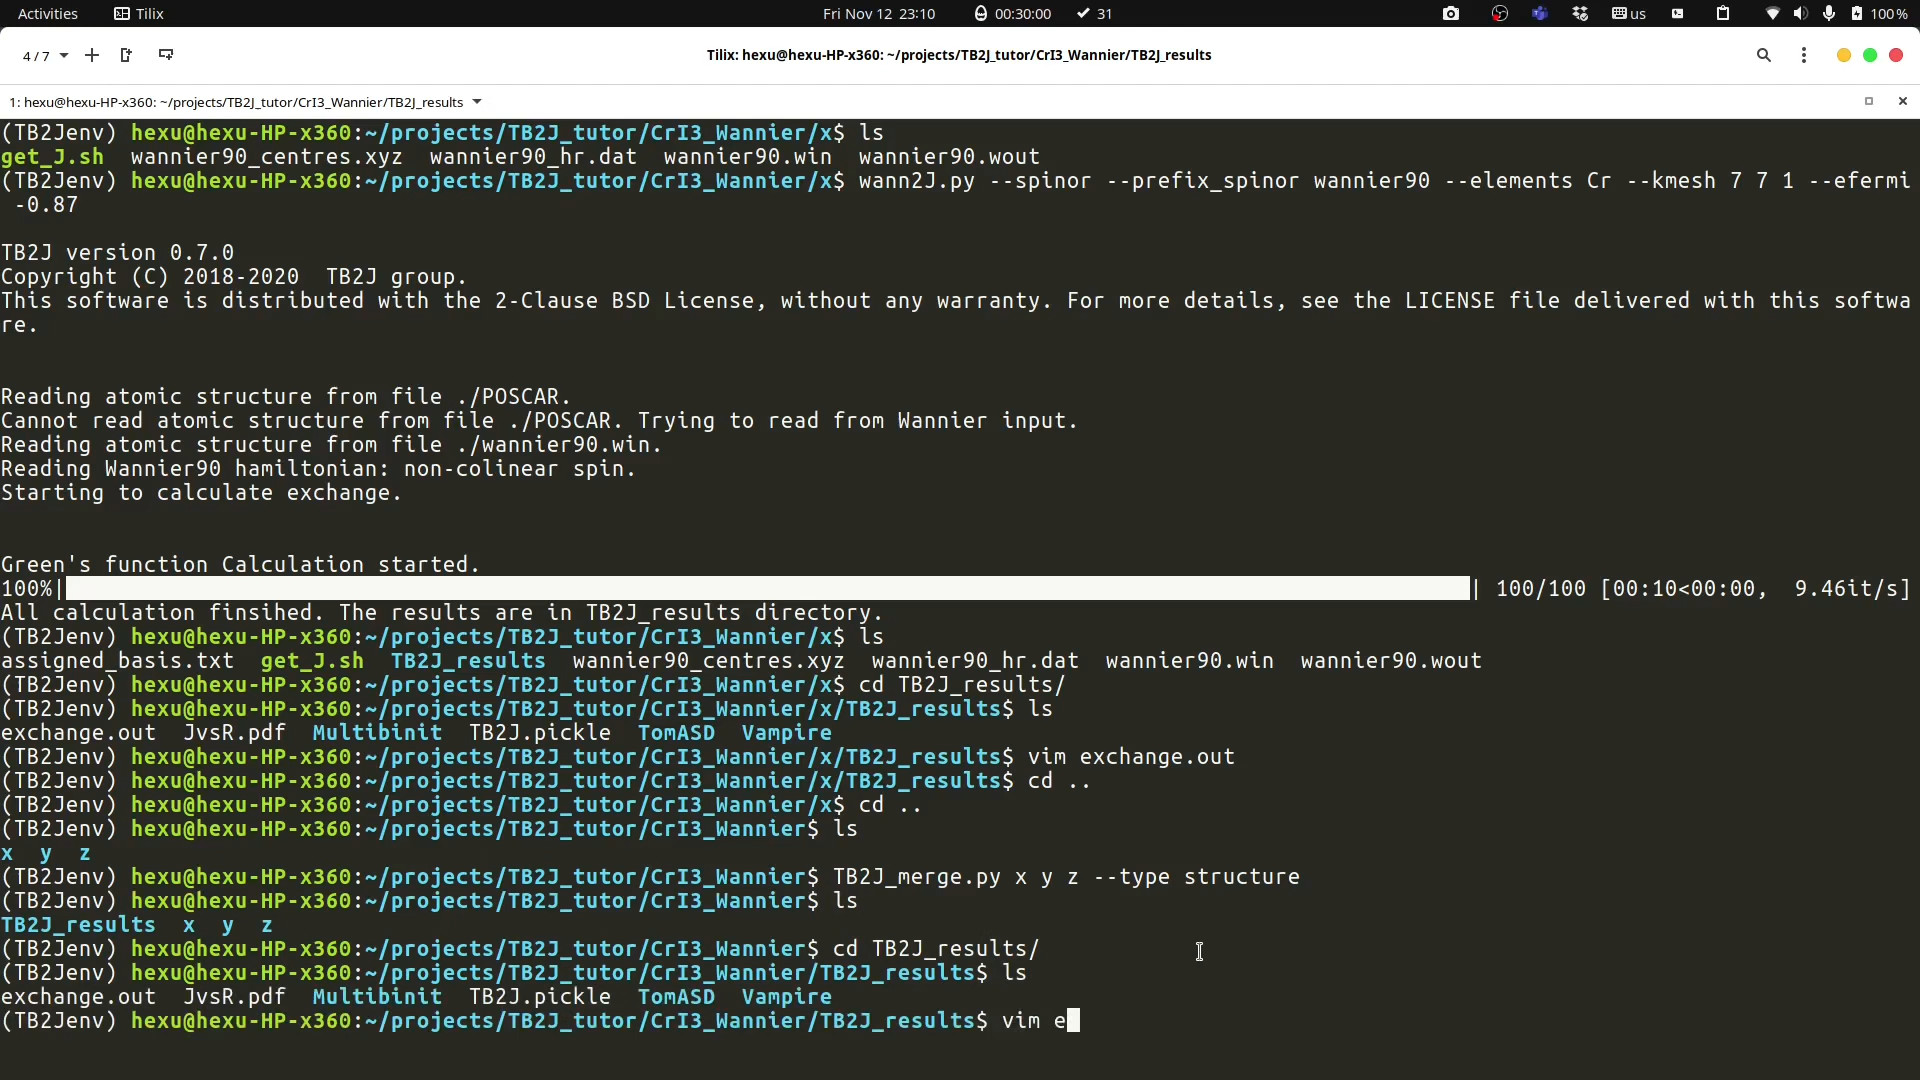 Activities Tilix Fri Nov 12 23:10 00:30:00 31 us 100%
4 / 7 Tilix: hexu@hexu-HP-x360: ~/projects/TB2J_tutor/CrI3_Wannier/TB2J_results
1: hexu@hexu-HP-x360: ~/projects/TB2J_tutor/CrI3_Wannier/TB2J_results
(TB2Jenv) hexu@hexu-HP-x360:~/projects/TB2J_tutor/CrI3_Wannier/x$ ls
get_J.sh wannier90_centres.xyz wannier90_hr.dat wannier90.win wannier90.wout
(TB2Jenv) hexu@hexu-HP-x360:~/projects/TB2J_tutor/CrI3_Wannier/x$ wann2J.py --spinor --prefix_spinor wannier90 --elements Cr --kmesh 7 7 1 --efermi
-0.87
TB2J version 0.7.0
Copyright (C) 2018-2020 TB2J group.
This software is distributed with the 2-Clause BSD License, without any warranty. For more details, see the LICENSE file delivered with this softwa
re.
Reading atomic structure from file ./POSCAR.
Cannot read atomic structure from file ./POSCAR. Trying to read from Wannier input.
Reading atomic structure from file ./wannier90.win.
Reading Wannier90 hamiltonian: non-colinear spin.
Starting to calculate exchange.
Green's function Calculation started.
100%| | 100/100 [00:10<00:00, 9.46it/s]
All calculation finsihed. The results are in TB2J_results directory.
(TB2Jenv) hexu@hexu-HP-x360:~/projects/TB2J_tutor/CrI3_Wannier/x$ ls
assigned_basis.txt get_J.sh TB2J_results wannier90_centres.xyz wannier90_hr.dat wannier90.win wannier90.wout
(TB2Jenv) hexu@hexu-HP-x360:~/projects/TB2J_tutor/CrI3_Wannier/x$ cd TB2J_results/
(TB2Jenv) hexu@hexu-HP-x360:~/projects/TB2J_tutor/CrI3_Wannier/x/TB2J_results$ ls
exchange.out JvsR.pdf Multibinit TB2J.pickle TomASD Vampire
(TB2Jenv) hexu@hexu-HP-x360:~/projects/TB2J_tutor/CrI3_Wannier/x/TB2J_results$ vim exchange.out
(TB2Jenv) hexu@hexu-HP-x360:~/projects/TB2J_tutor/CrI3_Wannier/x/TB2J_results$ cd ..
(TB2Jenv) hexu@hexu-HP-x360:~/projects/TB2J_tutor/CrI3_Wannier/x$ cd ..
(TB2Jenv) hexu@hexu-HP-x360:~/projects/TB2J_tutor/CrI3_Wannier$ ls
x y z
(TB2Jenv) hexu@hexu-HP-x360:~/projects/TB2J_tutor/CrI3_Wannier$ TB2J_merge.py x y z --type structure
(TB2Jenv) hexu@hexu-HP-x360:~/projects/TB2J_tutor/CrI3_Wannier$ ls
TB2J_results x y z
(TB2Jenv) hexu@hexu-HP-x360:~/projects/TB2J_tutor/CrI3_Wannier$ cd TB2J_results/
(TB2Jenv) hexu@hexu-HP-x360:~/projects/TB2J_tutor/CrI3_Wannier/TB2J_results$ ls
exchange.out JvsR.pdf Multibinit TB2J.pickle TomASD Vampire
(TB2Jenv) hexu@hexu-HP-x360:~/projects/TB2J_tutor/CrI3_Wannier/TB2J_results$ vim e